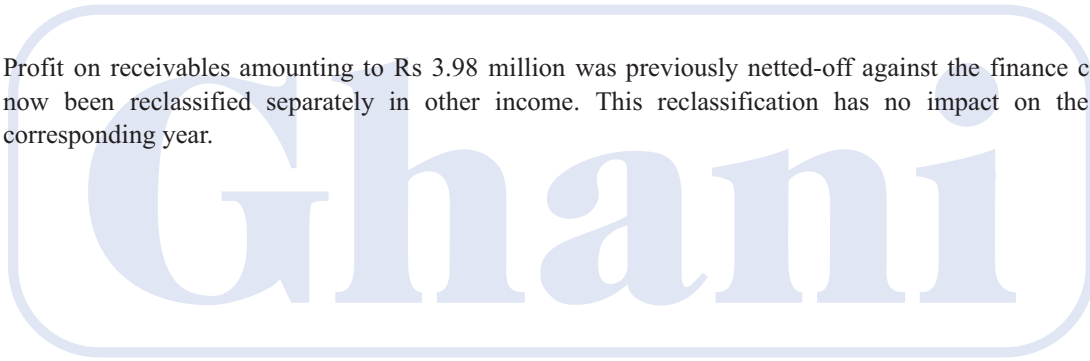 Profit on receivables amounting to Rs 3.98 million was previously netted-off against the finance
now been reclassified separately in other income. This reclassification has no impact on the
corresponding year.
Ghani